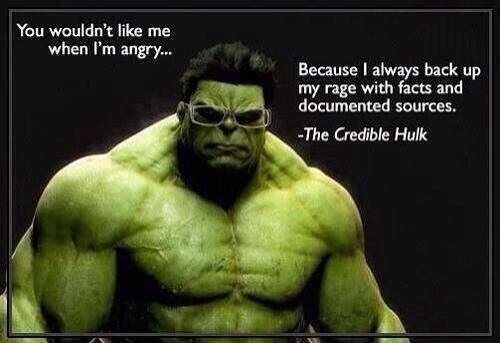 You wouldn't like me
when I'm angry...
Because I always back up
my rage with facts and
documented sources.
-The Credible Hulk